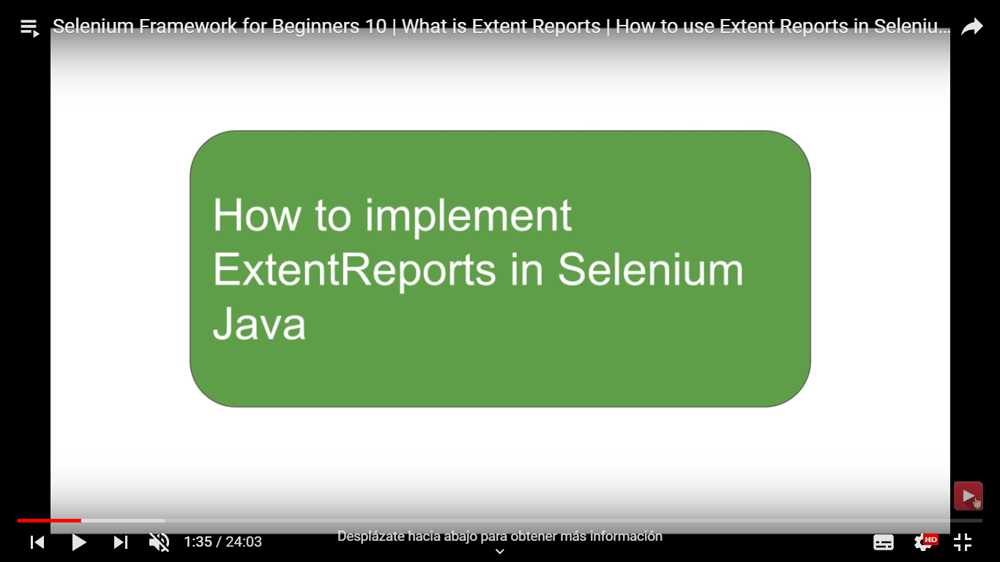 Selenium Framework for Beginners 10 | What is Extent Reports | How to use Extent Reports in Seleniu...
How to implement
ExtentReports in Selenium
Java
1:35 / 24:03
Desplázate hacia abajo para obtener más información
HD